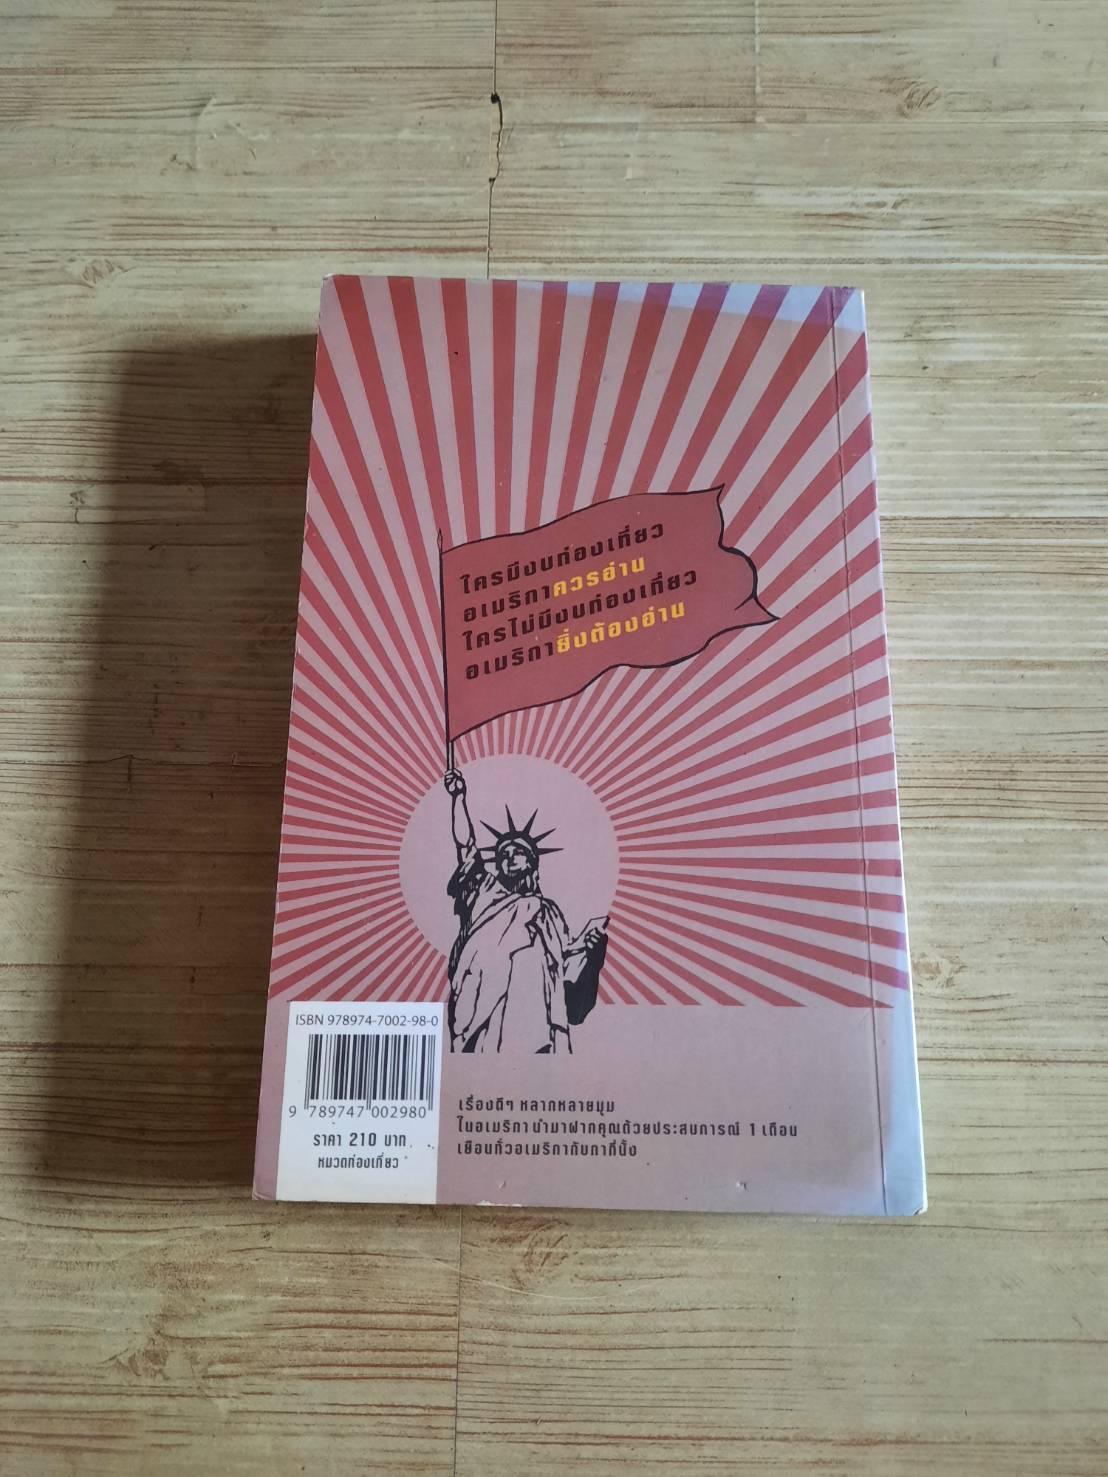 ใครมีงบท่องเที่ยว
อเมริกาควรอ่าน
ใครไม่มีงบท่องเที่ยว
อเมริกายิ่งต้องอ่าน
ISBN 978974-7002-98-0
9 789747 002980
ราคา 210 บาท
หมวดท่องเที่ยว
เรื่องดีๆ หลากหลายมุม
ในอเมริกา นำมาฝากคุณด้วยประสบการณ์ 1 เดือน
เยือนทั่วอเมริกากับกาที่นั้ง